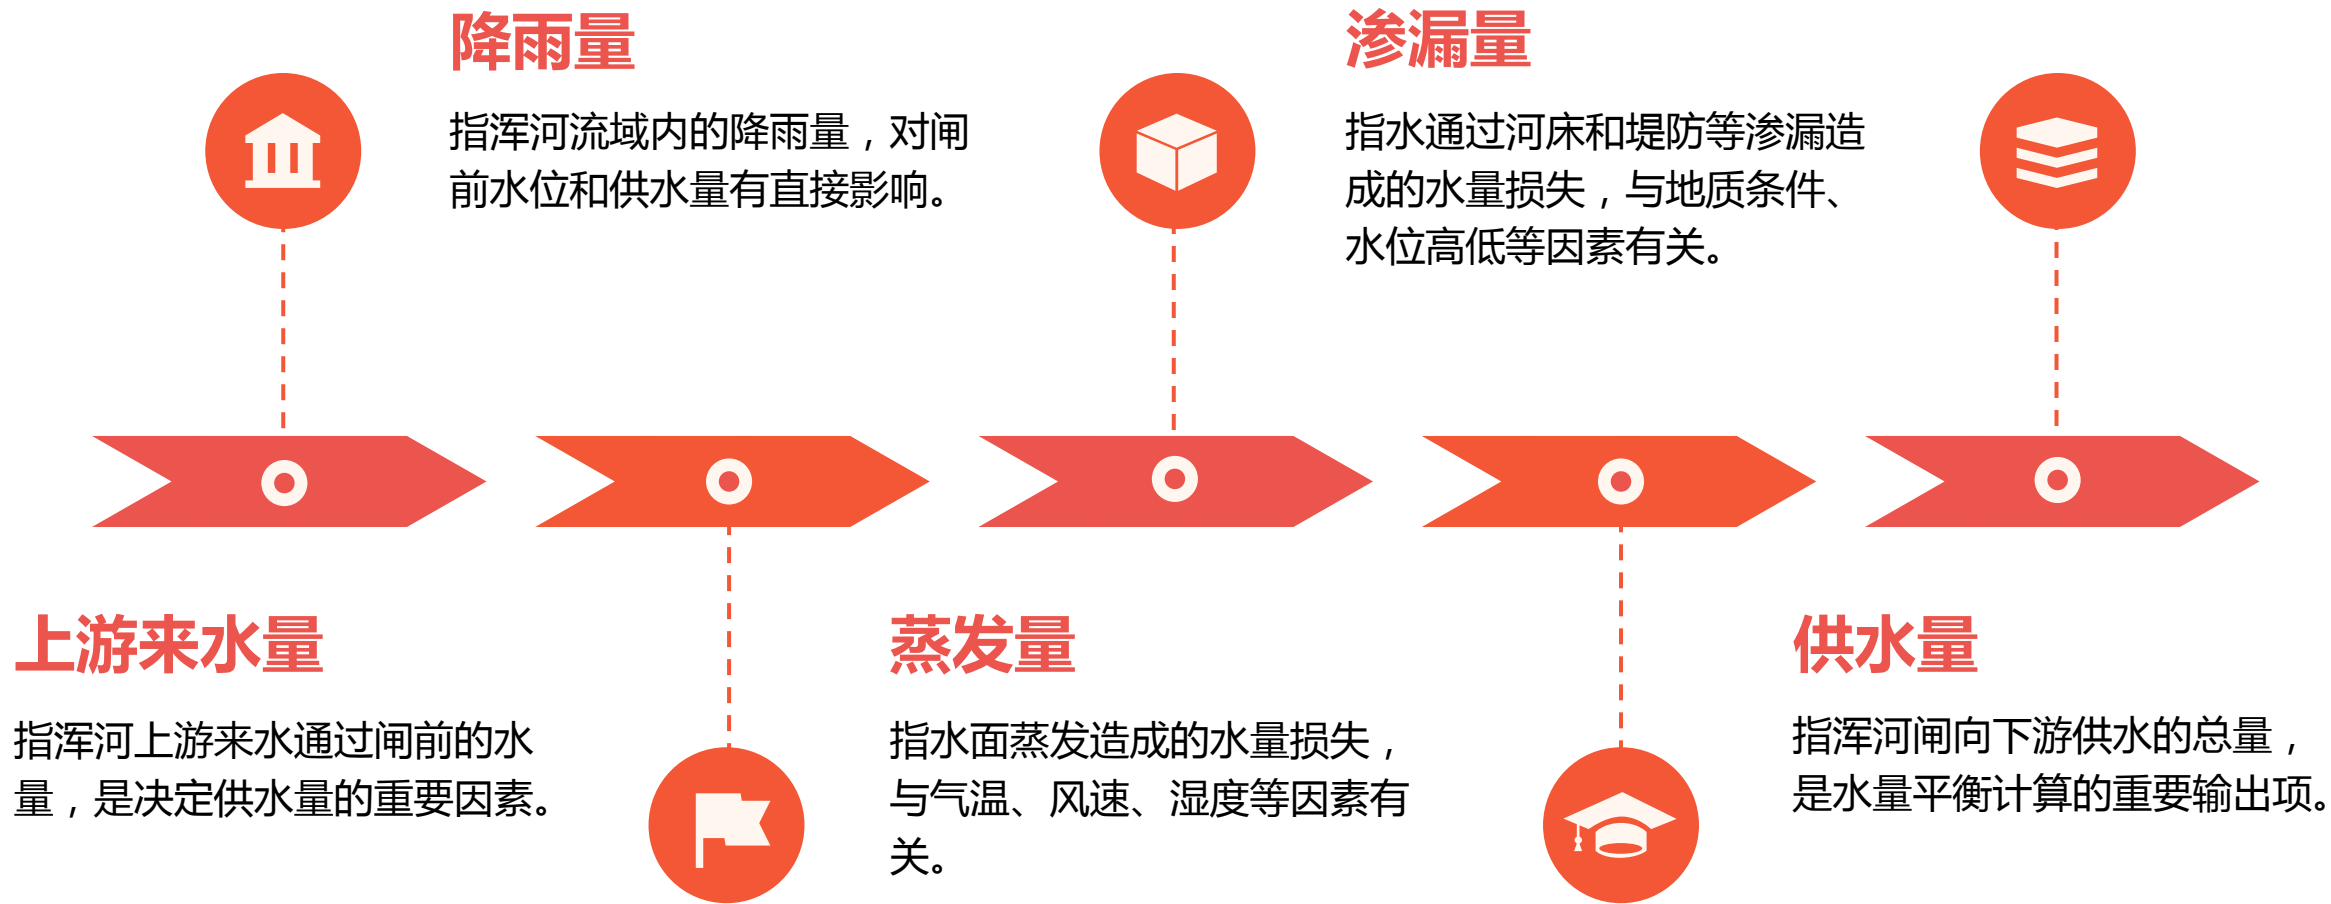 降雨量
指浑河流域内的降雨量，对闸
前水位和供水量有直接影响。
渗漏量
指水通过河床和堤防等渗漏造
成的水量损失，与地质条件、
水位高低等因素有关。
上游来水量
指浑河上游来水通过闸前的水
量，是决定供水量的重要因素。
蒸发量
指水面蒸发造成的水量损失，
与气温、风速、湿度等因素有
关。
供水量
指浑河闸向下游供水的总量，
是水量平衡计算的重要输出项。